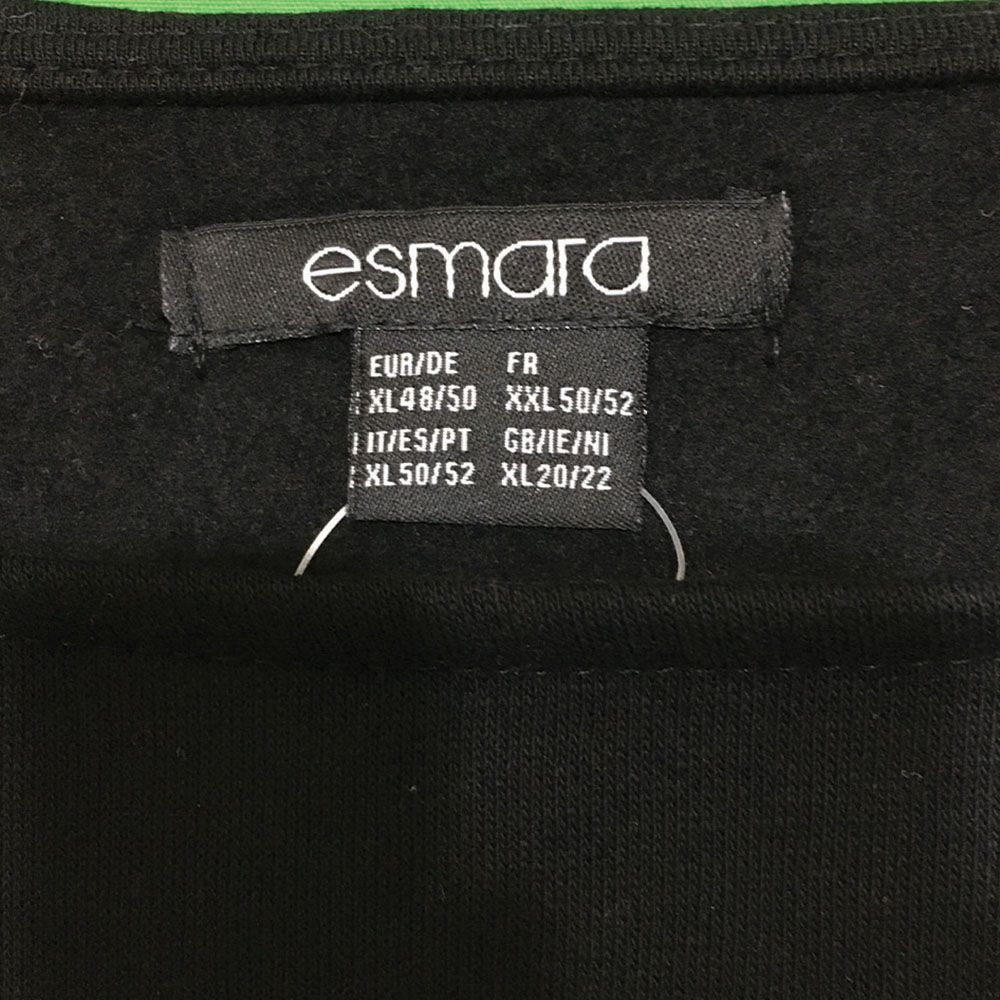 esmara
EUR/DE FR
XL48/50 XXL50/52
IT/ES/PT GB/IE/NI
XL50/52 XL20/22